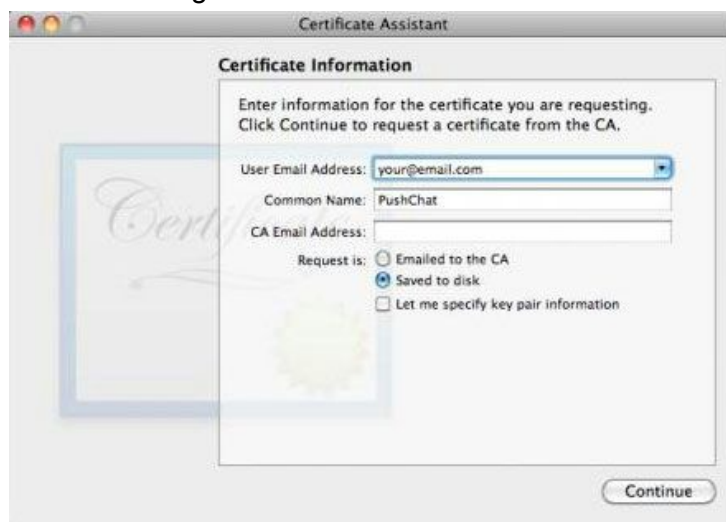 Certificate Assistant
Certificate Information
Enter information for the certificate you are requesting.
Click Continue to request a certificate from the CA.
User Email Address: your@email.com
Common Name: PushChat
CA Email Address:
Request is: Emailed to the CA
Saved to disk
Let me specify key pair information
Certificate
Continue